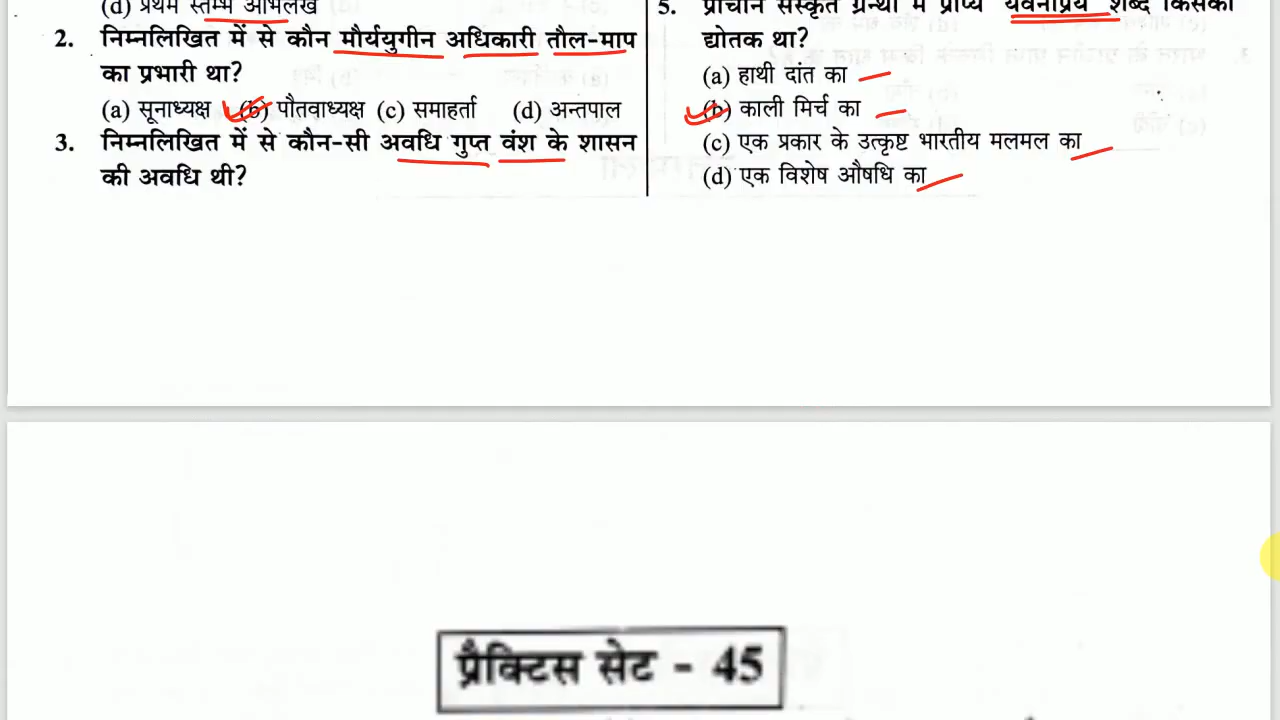 (d) प्रथम स्तम्भ अभिलेख
2. निम्नलिखित में से कौन मौर्ययुगीन अधिकारी तौल-माप
का प्रभारी था?
(a) सूनाध्यक्ष (b) पौतवाध्यक्ष (c) समाहर्ता (d) अन्तपाल
3. निम्नलिखित में से कौन-सी अवधि गुप्त वंश के शासन
की अवधि थी?
5. प्राचीन संस्कृत ग्रन्थों में प्राप्य यवनप्रिय शब्द किसका
द्योतक था?
(a) हाथी दांत का
(b) काली मिर्च का
(c) एक प्रकार के उत्कृष्ट भारतीय मलमल का
(d) एक विशेष औषधि का
प्रैक्टिस सेट - 45